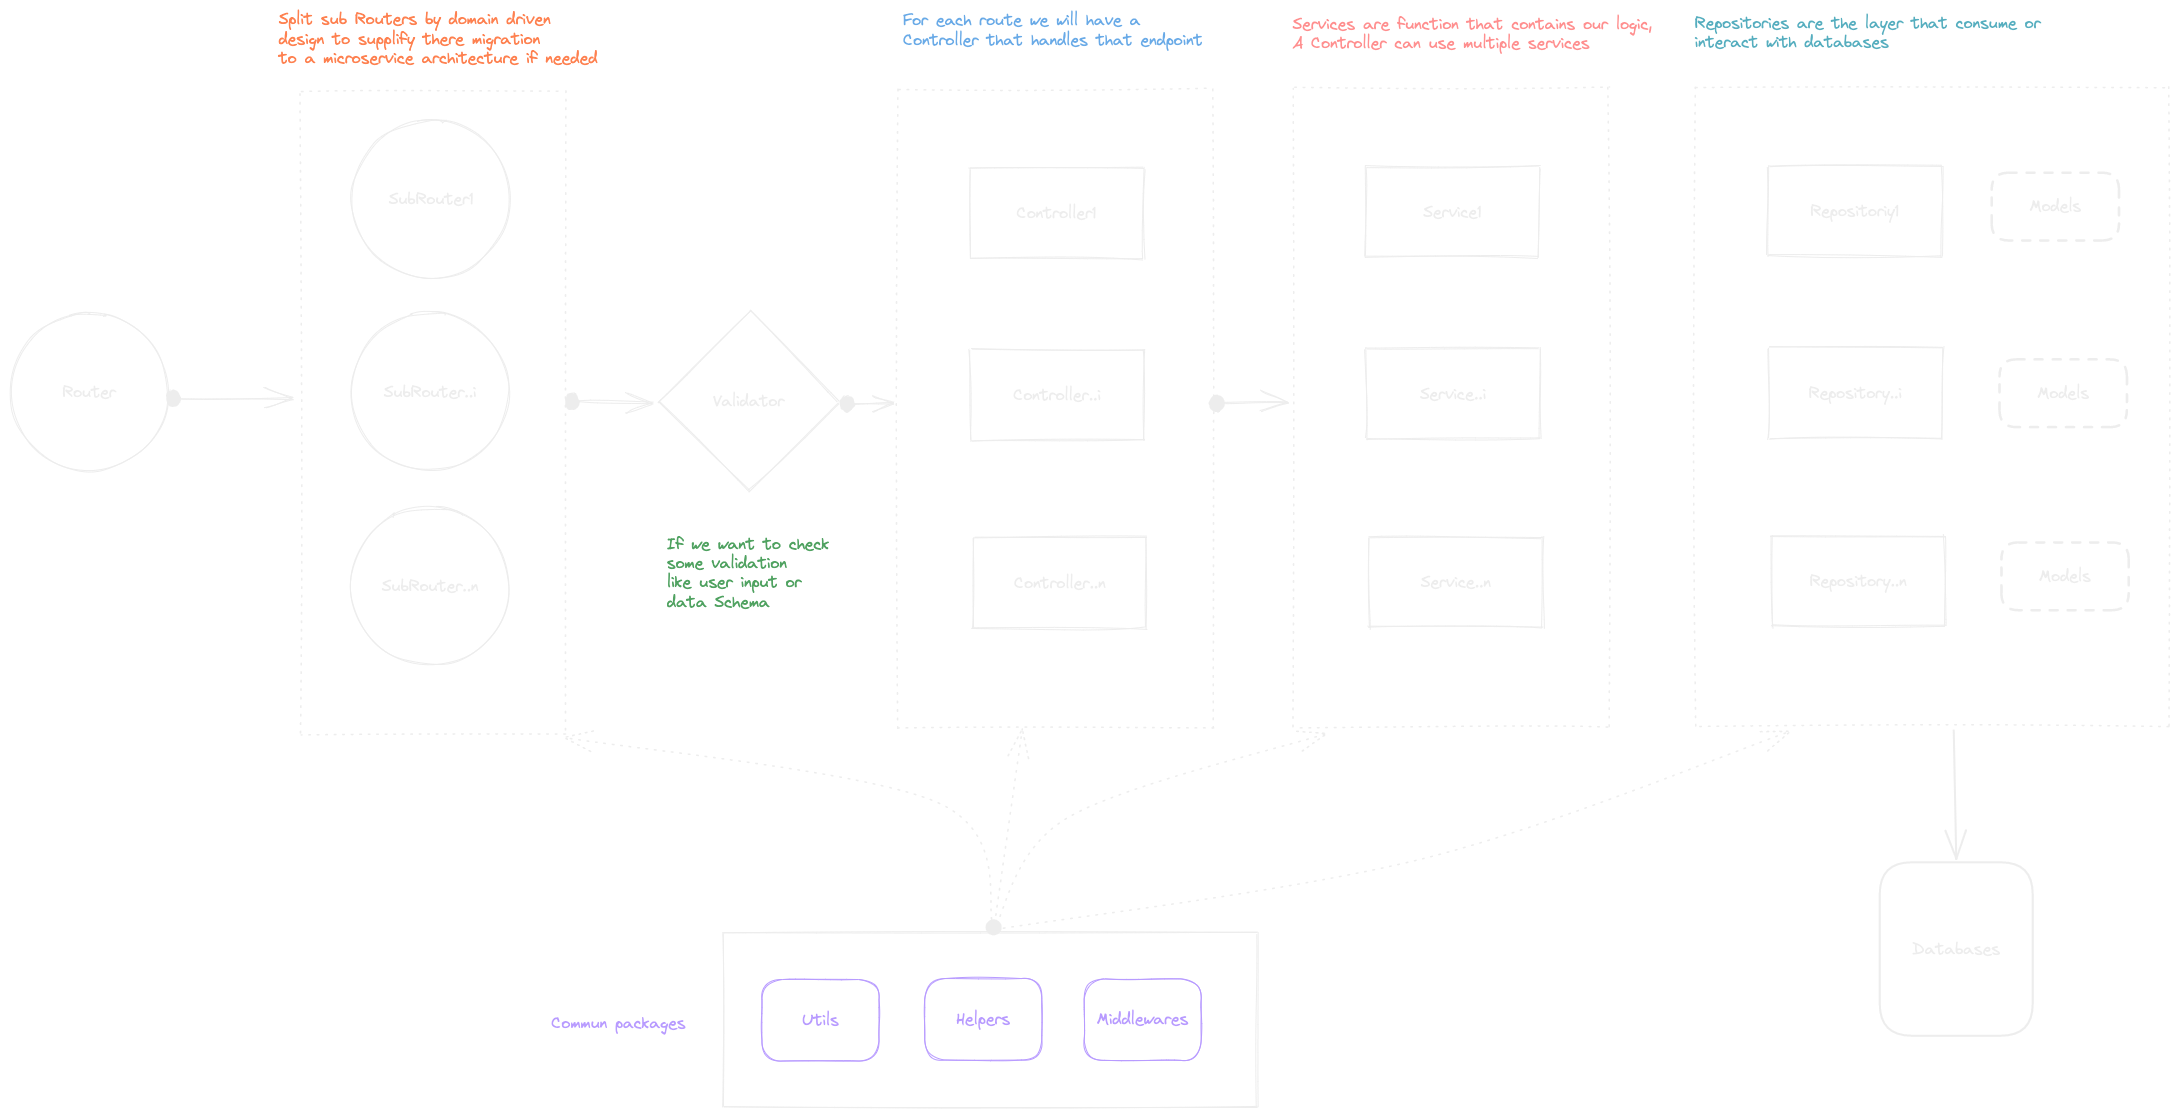 Split sub Routers by domain driven
design to supplify there migration
to a microservice architecture if needed
For each route we will have a
Controller that handles that endpoint
Services are function that contains our logic,
A Controller can use multiple services
Repositories are the layer that consume or
interact with databases
SubRouter1
Controller1
Service1
Repositoriy1
Models
Router
SubRouter..i
Validator
Controller..i
Service..i
Repository..i
Models
If we want to check
some validation
like user input or
data Schema
SubRouter..n
Controller..n
Service..n
Repository..n
Models
Databases
Commun packages
Utils
Helpers
Middlewares